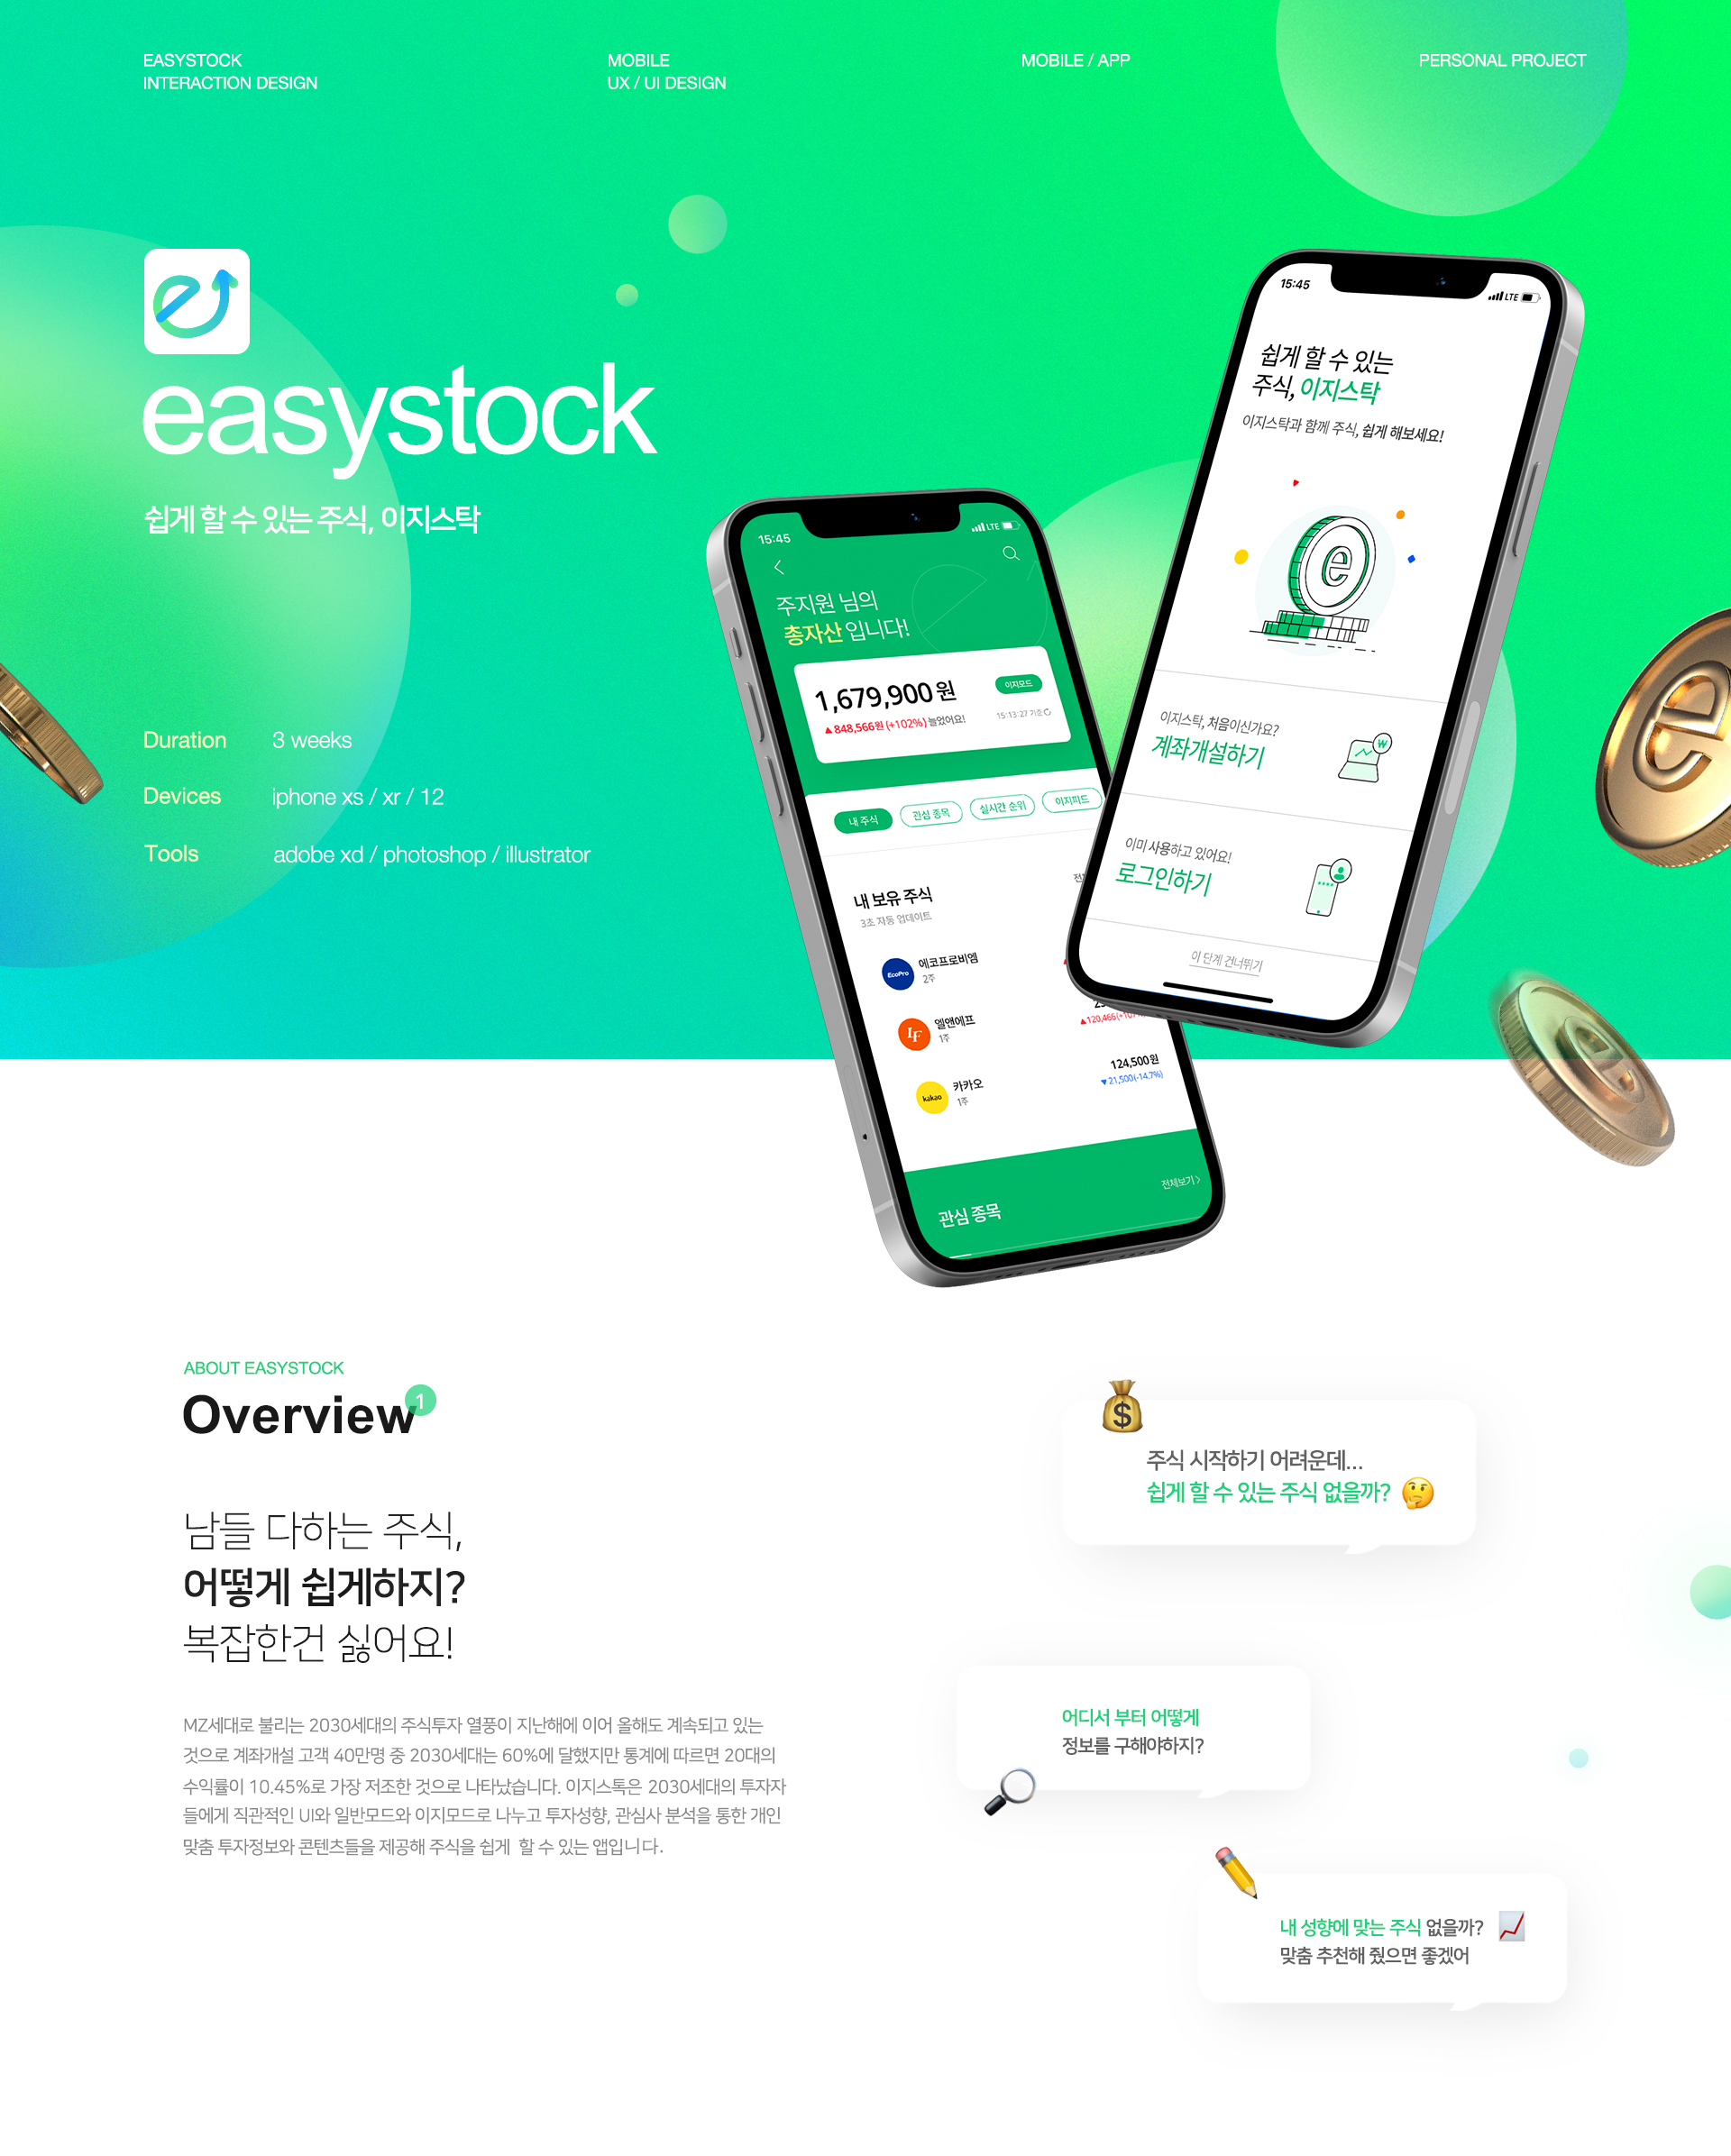 EASYSTOCK
INTERACTION DESIGN
MOBILE
UX / UI DESIGN
MOBILE / APP
PERSONAL PROJECT
easystock
쉽게 할 수 있는 주식, 이지스탁
Duration 3 weeks
Devices iphone xs / xr / 12
Tools adobe xd / photoshop / illustrator
15:45
LTE
주지원 님의
총자산 입니다!
1,679,900 원
이지모드
▲848,566원 (+102%) 늘었어요!
15:13:27 기준
내 주식
관심 종목
실시간 순위
이지피드
내 보유 주식
3초 자동 업데이트
EcoPro
에코프로비엠
2주
엘앤에프
1주
▲120,466
kakao
카카오
1주
124,500원
▼21,500(-14.7%)
관심 종목
전체보기 >
15:45
LTE
쉽게 할 수 있는
주식, 이지스탁
이지스탁과 함께 주식, 쉽게 해보세요!
e
이지스탁, 처음이신가요?
계좌개설하기
W
이미 사용하고 있어요!
로그인하기
이 단계 건너뛰기
ABOUT EASYSTOCK
Overview 1
남들 다하는 주식,
어떻게 쉽게하지?
복잡한건 싫어요!
MZ세대로 불리는 2030세대의 주식투자 열풍이 지난해에 이어 올해도 계속되고 있는
것으로 계좌개설 고객 40만명 중 2030세대는 60%에 달했지만 통계에 따르면 20대의
수익률이 10.45%로 가장 저조한 것으로 나타났습니다. 이지스톡은 2030세대의 투자자
들에게 직관적인 UI와 일반모드와 이지모드로 나누고 투자성향, 관심사 분석을 통한 개인
맞춤 투자정보와 콘텐츠들을 제공해 주식을 쉽게 할 수 있는 앱입니다.
주식 시작하기 어려운데...
쉽게 할 수 있는 주식 없을까?
어디서 부터 어떻게
정보를 구해야하지?
내 성향에 맞는 주식 없을까?
맞춤 추천해 줬으면 좋겠어